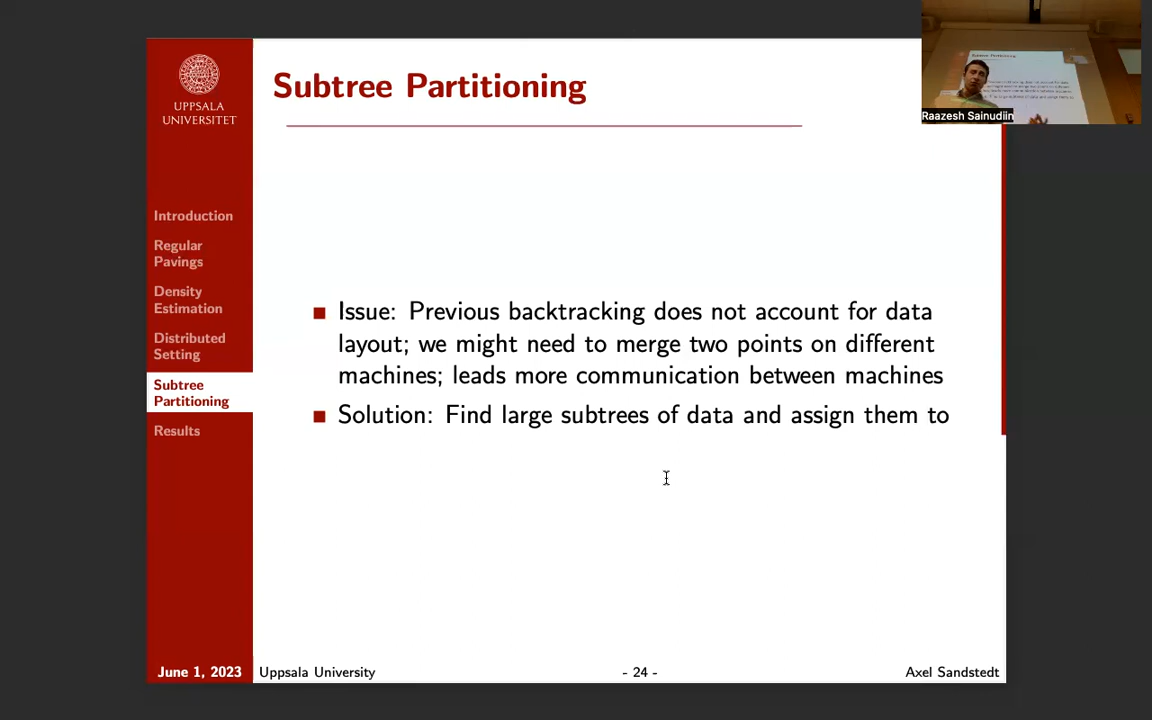 UPPSALA
UNIVERSITET
Subtree Partitioning
Raazesh Sainudiin
Introduction
Regular
Pavings
Density
Estimation
Distributed
Setting
Subtree
Partitioning
Results
Issue: Previous backtracking does not account for data
layout; we might need to merge two points on different
machines; leads more communication between machines
Solution: Find large subtrees of data and assign them to
June 1, 2023
Uppsala University
- 24 -
Axel Sandstedt